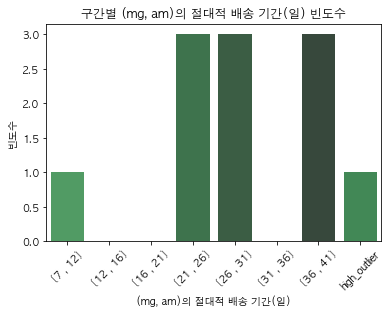 구간별 (mg, am)의 절대적 배송 기간(일) 빈도수
3.0
2.5
2.0
1.5
1.0
0.5
0.0
빈도수
(7 , 12)
(12 , 16)
(16 , 21)
(21 , 26)
(26 , 31)
(31 , 36)
(36 , 41)
hgh_outlier
(mg, am)의 절대적 배송 기간(일)